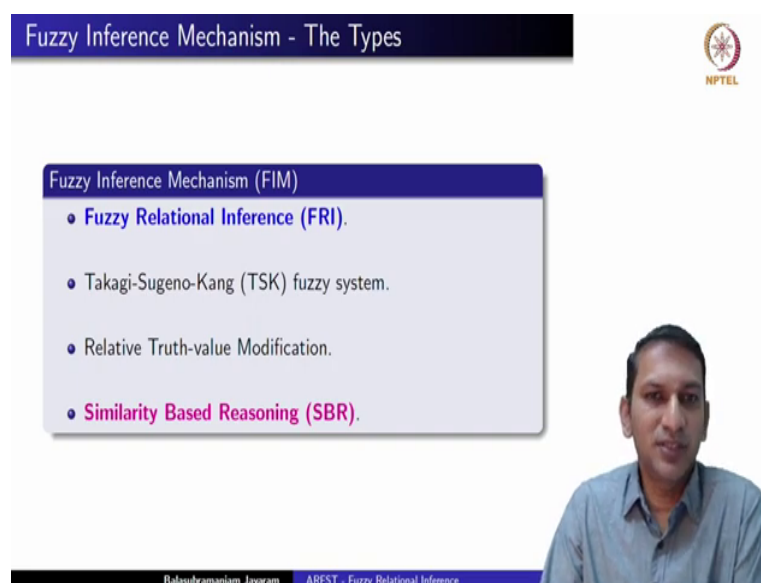 Fuzzy Inference Mechanism - The Types
NPTEL
Fuzzy Inference Mechanism (FIM)
Fuzzy Relational Inference (FRI).
Takagi-Sugeno-Kang (TSK) fuzzy system.
Relative Truth-value Modification.
Similarity Based Reasoning (SBR).
Balasubramaniam Jayaram AREST - Fuzzy Relational Inference